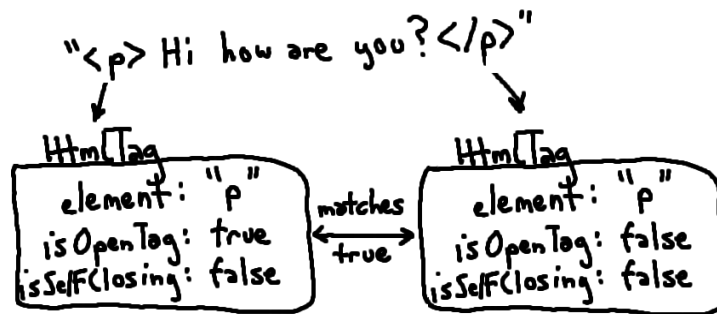 "<p> Hi how are you?</p>"
HtmlTag
element: "p"
isOpenTag: true
isSelfClosing: false
matches
true
HtmlTag
element: "p"
isOpenTag: false
isSelfClosing: false